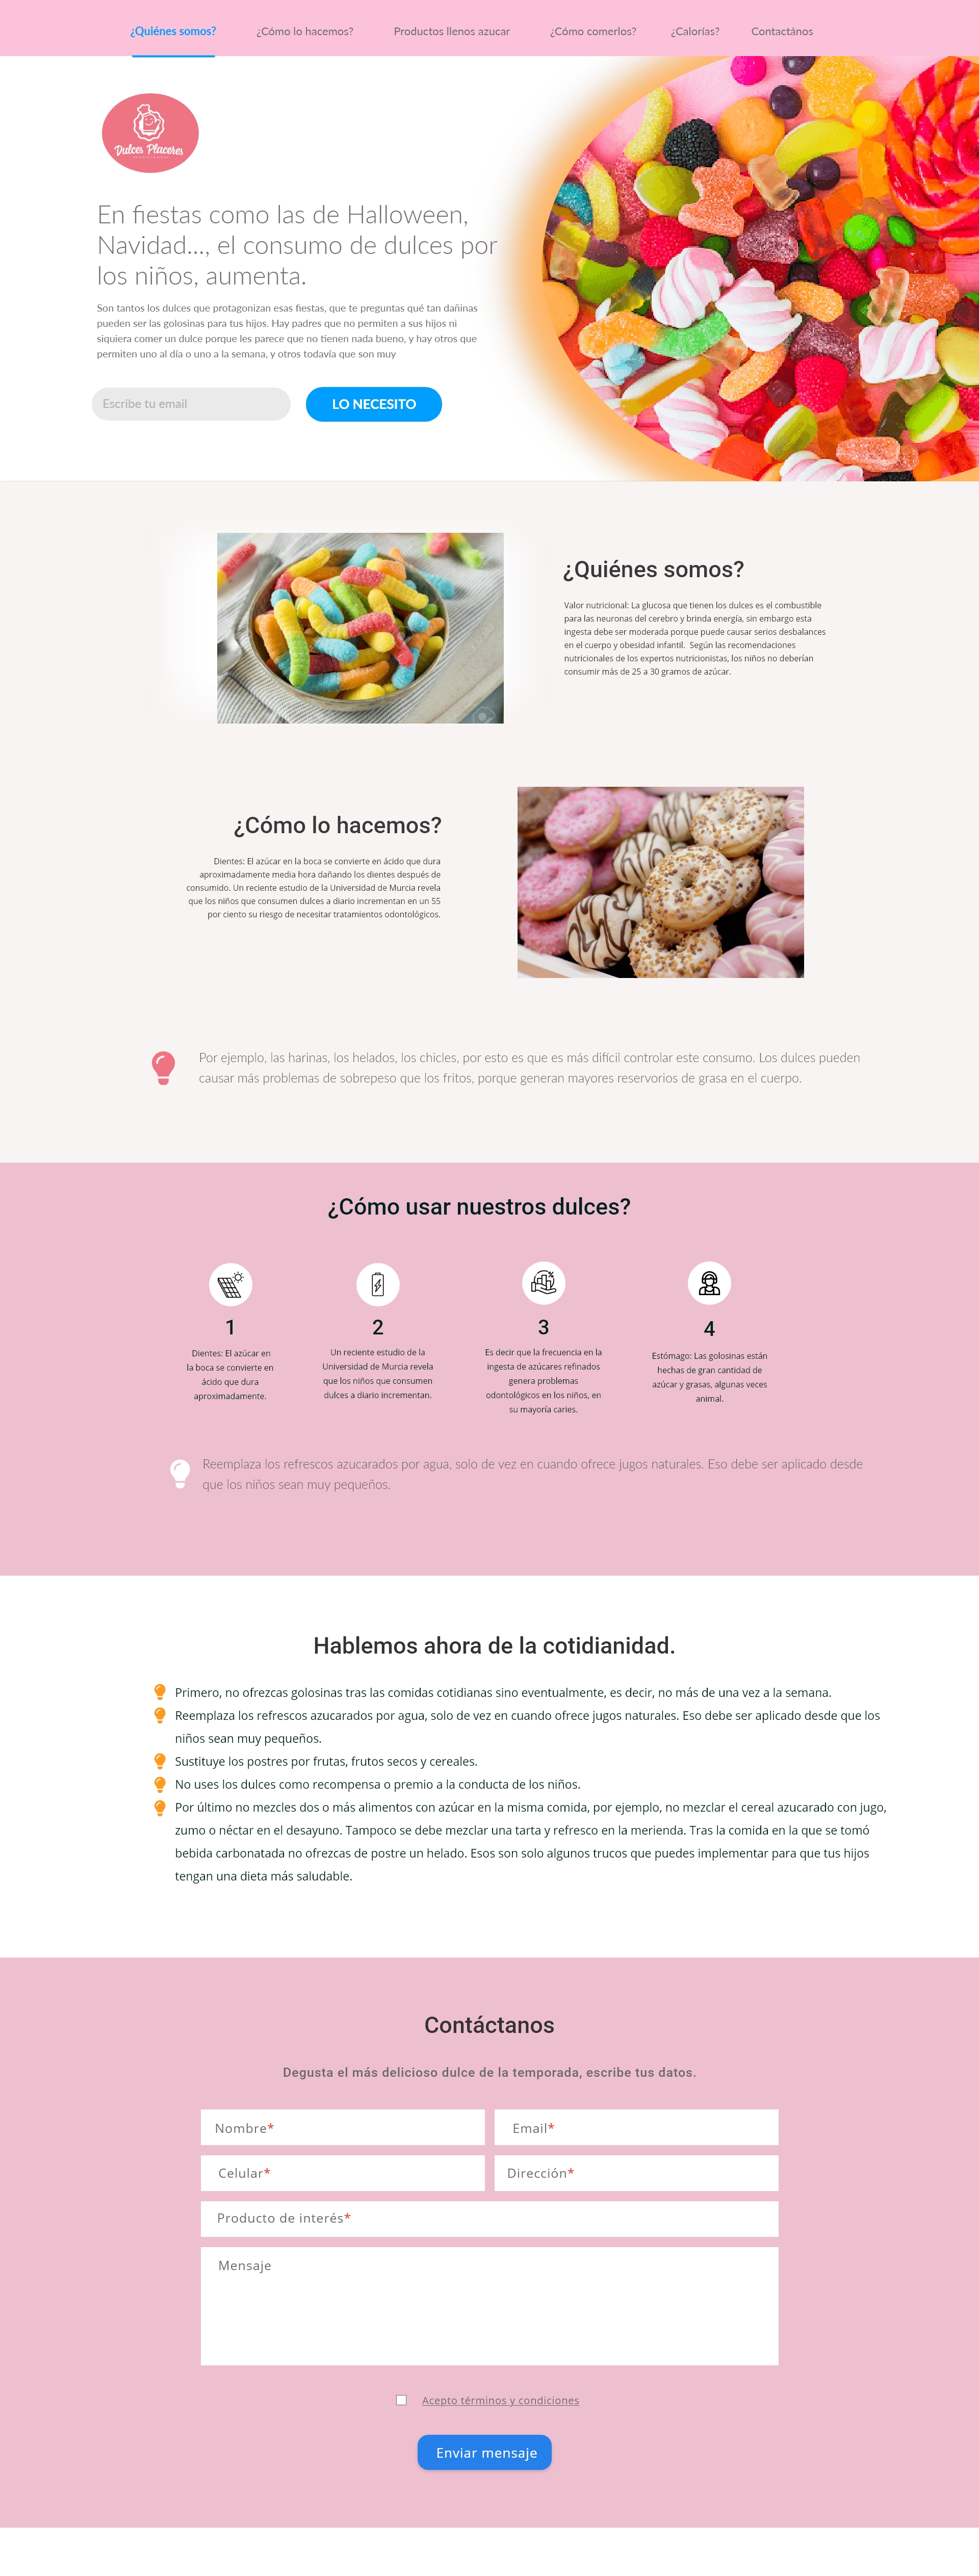 ¿Quiénes somos? ¿Cómo lo hacemos? Productos llenos azucar ¿Cómo comerlos? ¿Calorías? Contactános
Dulces Placeres
En fiestas como las de Halloween,
Navidad..., el consumo de dulces por
los niños, aumenta.
Son tantos los dulces que protagonizan esas fiestas, que te preguntas qué tan dañinas
pueden ser las golosinas para tus hijos. Hay padres que no permiten a sus hijos ni
siquiera comer un dulce porque les parece que no tienen nada bueno, y hay otros que
permiten uno al día o uno a la semana, y otros todavía que son muy
Escribe tu email
LO NECESITO
¿Quiénes somos?
Valor nutricional: La glucosa que tienen los dulces es el combustible
para las neuronas del cerebro y brinda energía, sin embargo esta
ingesta debe ser moderada porque puede causar serios desbalances
en el cuerpo y obesidad infantil. Según las recomendaciones
nutricionales de los expertos nutricionistas, los niños no deberían
consumir más de 25 a 30 gramos de azúcar.
¿Cómo lo hacemos?
Dientes: El azúcar en la boca se convierte en ácido que dura
aproximadamente media hora dañando los dientes después de
consumido. Un reciente estudio de la Universidad de Murcia revela
que los niños que consumen dulces a diario incrementan en un 55
por ciento su riesgo de necesitar tratamientos odontológicos.
Por ejemplo, las harinas, los helados, los chicles, por esto es que es más difícil controlar este consumo. Los dulces pueden
causar más problemas de sobrepeso que los fritos, porque generan mayores reservorios de grasa en el cuerpo.
¿Cómo usar nuestros dulces?
1
Dientes: El azúcar en
la boca se convierte en
ácido que dura
aproximadamente.
2
Un reciente estudio de la
Universidad de Murcia revela
que los niños que consumen
dulces a diario incrementan.
3
Es decir que la frecuencia en la
ingesta de azúcares refinados
genera problemas
odontológicos en los niños, en
su mayoría caries.
4
Estómago: Las golosinas están
hechas de gran cantidad de
azúcar y grasas, algunas veces
animal.
Reemplaza los refrescos azucarados por agua, solo de vez en cuando ofrece jugos naturales. Eso debe ser aplicado desde
que los niños sean muy pequeños.
Hablemos ahora de la cotidianidad.
Primero, no ofrezcas golosinas tras las comidas cotidianas sino eventualmente, es decir, no más de una vez a la semana.
Reemplaza los refrescos azucarados por agua, solo de vez en cuando ofrece jugos naturales. Eso debe ser aplicado desde que los
niños sean muy pequeños.
Sustituye los postres por frutas, frutos secos y cereales.
No uses los dulces como recompensa o premio a la conducta de los niños.
Por último no mezcles dos o más alimentos con azúcar en la misma comida, por ejemplo, no mezclar el cereal azucarado con jugo,
zumo o néctar en el desayuno. Tampoco se debe mezclar una tarta y refresco en la merienda. Tras la comida en la que se tomó
bebida carbonatada no ofrezcas de postre un helado. Esos son solo algunos trucos que puedes implementar para que tus hijos
tengan una dieta más saludable.
Contáctanos
Degusta el más delicioso dulce de la temporada, escribe tus datos.
Nombre*
Email*
Celular*
Dirección*
Producto de interés*
Mensaje
Acepto términos y condiciones
Enviar mensaje